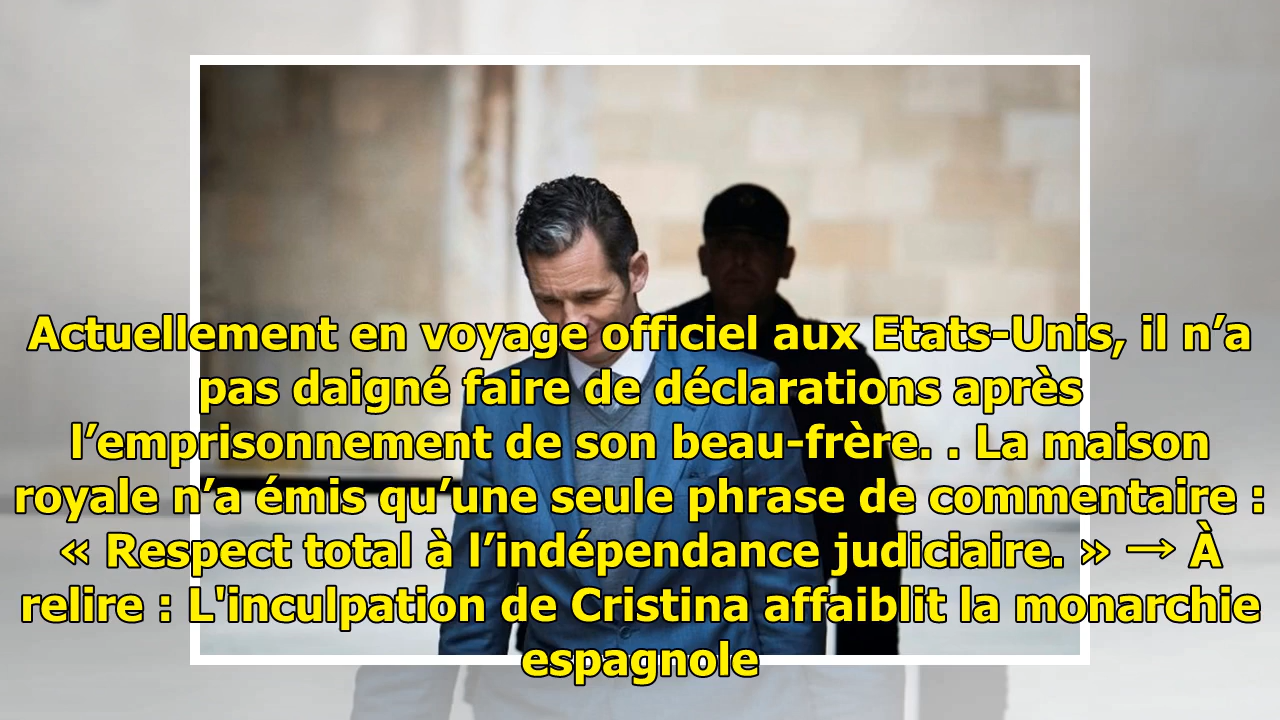 Actuellement en voyage officiel aux Etats-Unis, il n’a
pas daigné faire de déclarations après
l’emprisonnement de son beau-frère. . La maison
royale n’a émis qu’une seule phrase de commentaire :
« Respect total à l’indépendance judiciaire. » → À
relire : L'inculpation de Cristina affaiblit la monarchie
espagnole